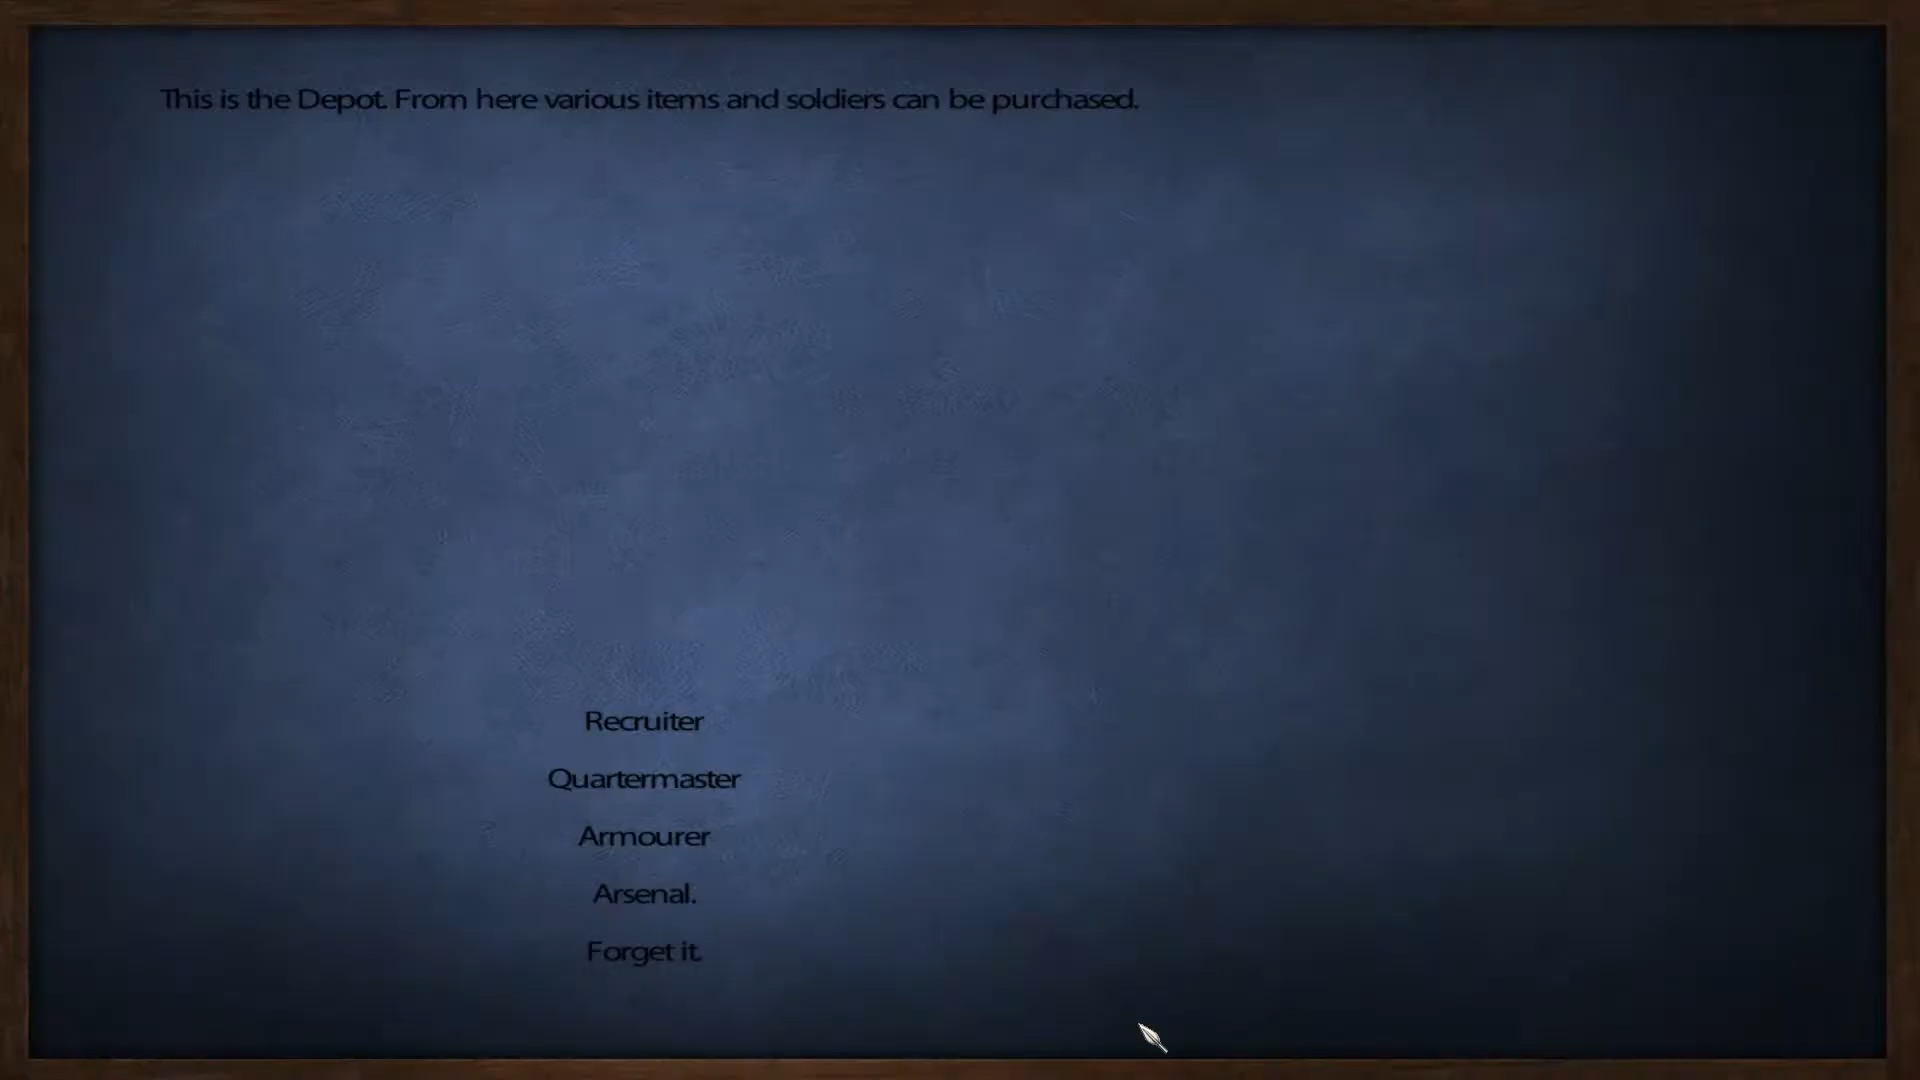 This is the Depot. From here various items and soldiers can be purchased.
Recruiter
Quartermaster
Armourer
Arsenal.
Forget it.